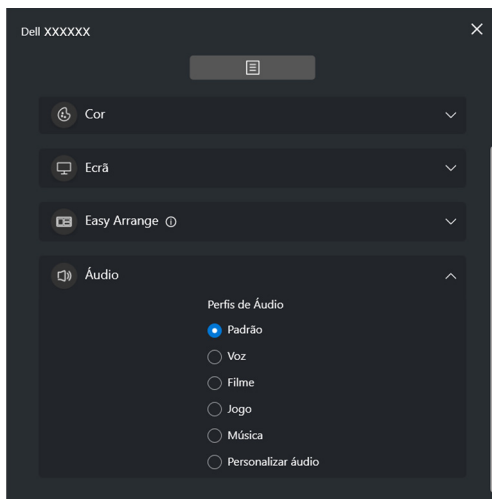 Dell XXXXXX
Cor
Ecrã
Easy Arrange
Áudio
Perfis de Áudio
Padrão
Voz
Filme
Jogo
Música
Personalizar áudio